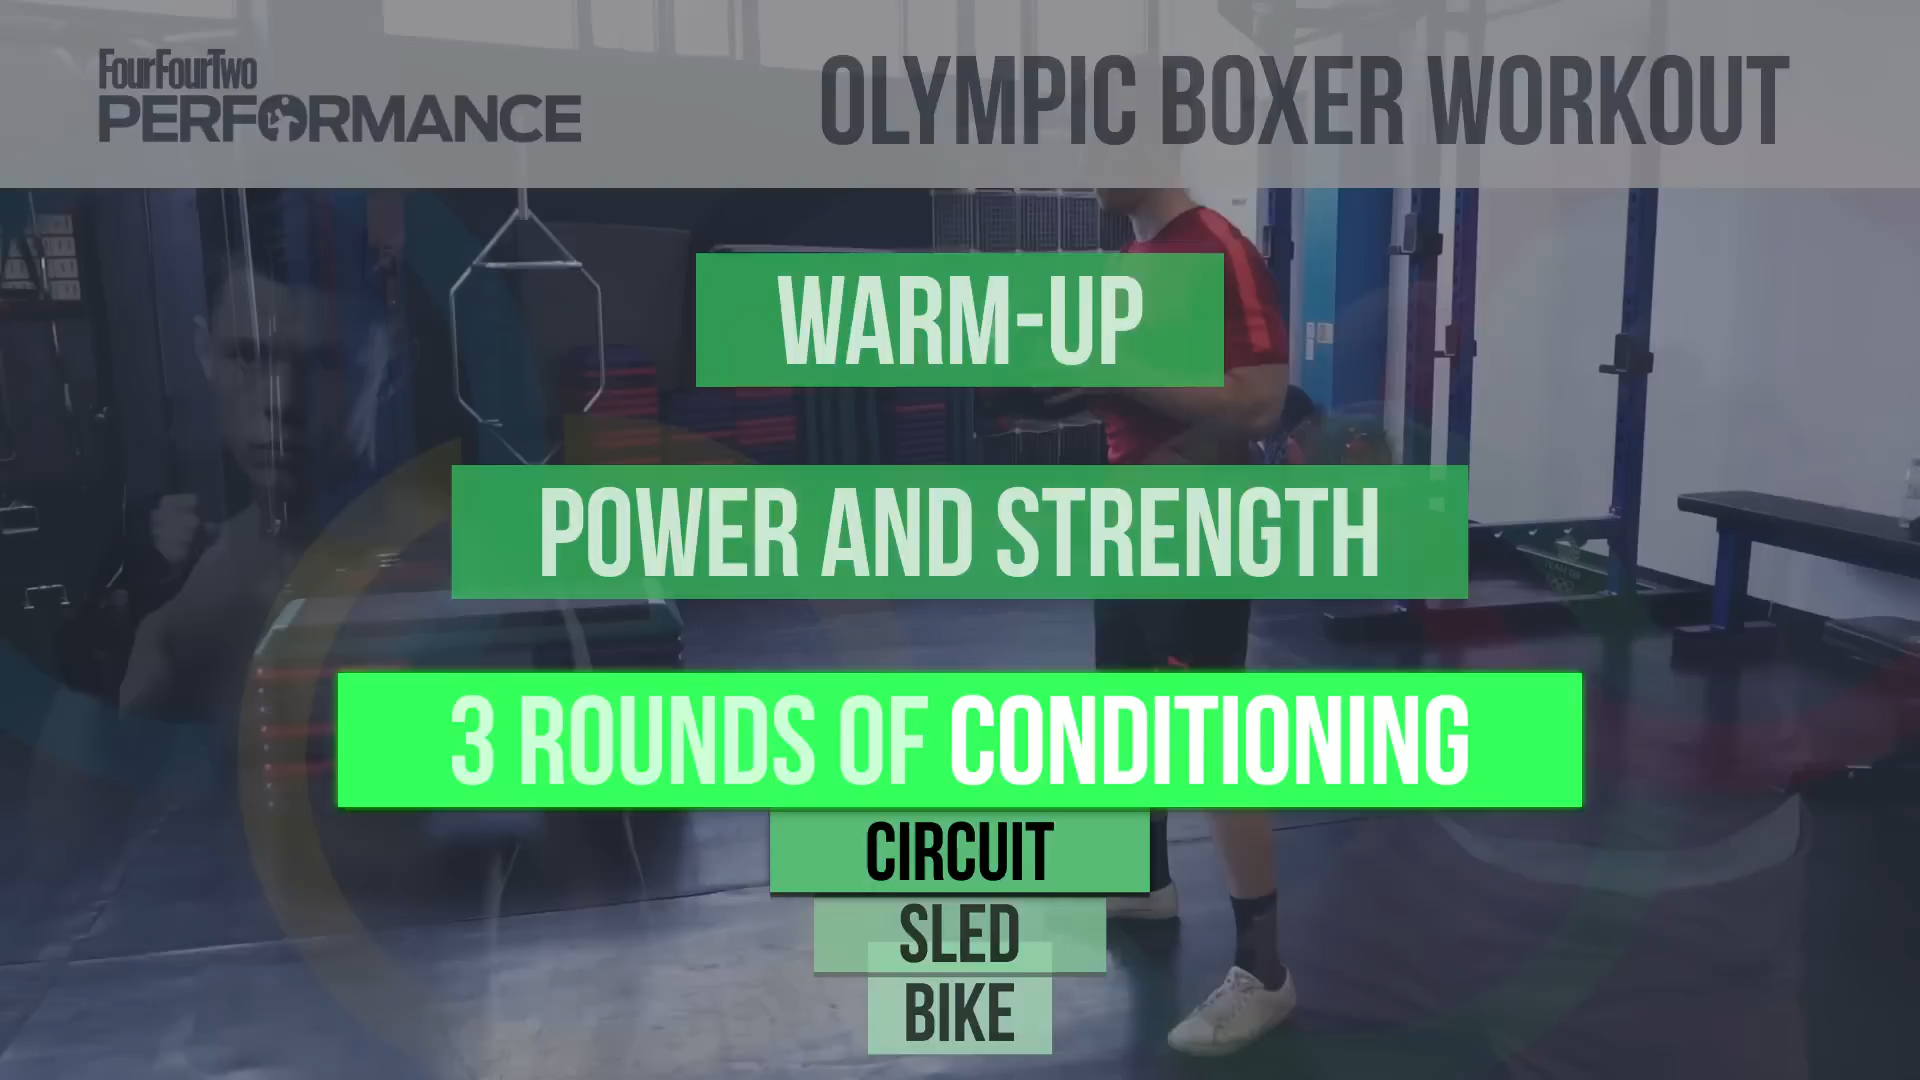 FourFourTwo
PERFORMANCE
OLYMPIC BOXER WORKOUT
WARM-UP
POWER AND STRENGTH
3 ROUNDS OF CONDITIONING
CIRCUIT
SLED
BIKE